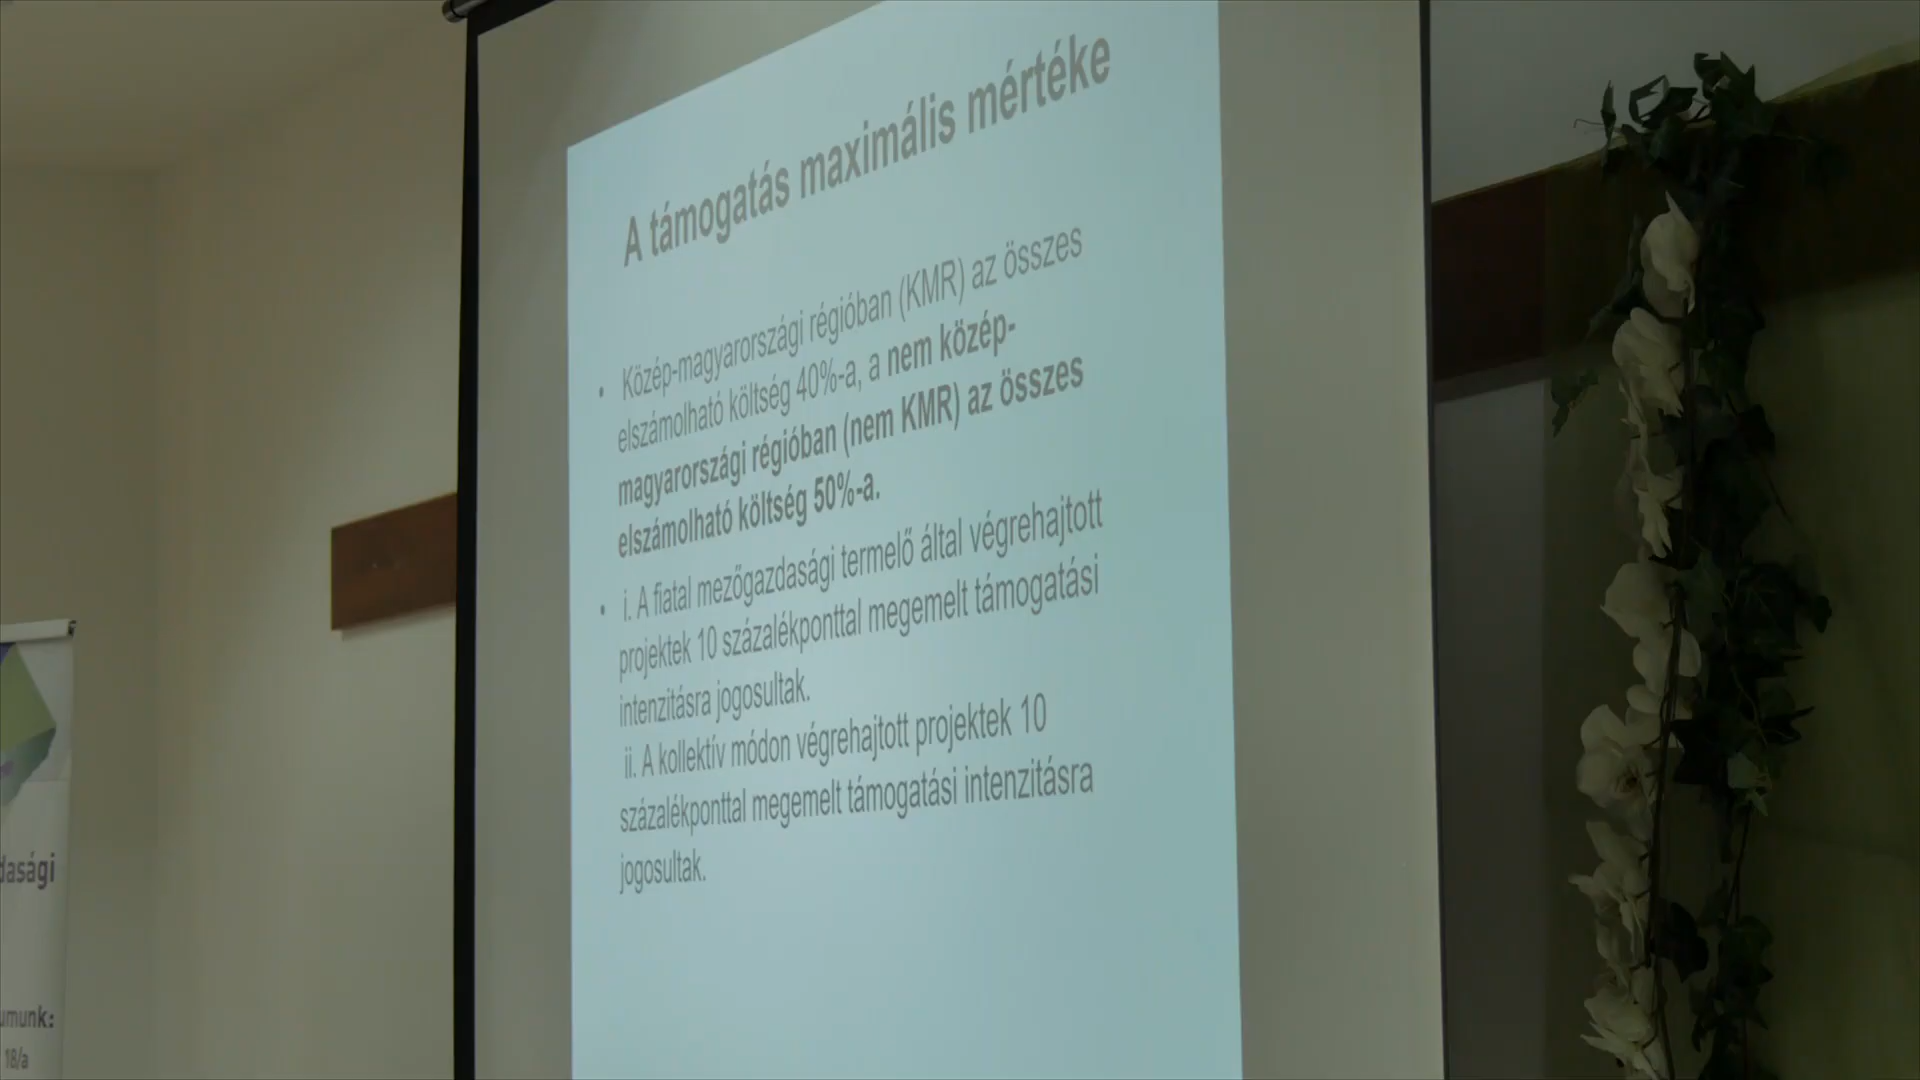 A támogatás maximális mértéke
• Közép-magyarországi régióban (KMR) az összes
elszámolható költség 40%-a, a nem közép-
magyarországi régióban (nem KMR) az összes
elszámolható költség 50%-a.
• i. A fiatal mezőgazdasági termelő által végrehajtott
projektek 10 százalékponttal megemelt támogatási
intenzitásra jogosultak.
ii. A kollektív módon végrehajtott projektek 10
százalékponttal megemelt támogatási intenzitásra
jogosultak.
dasági
umunk:
18/a